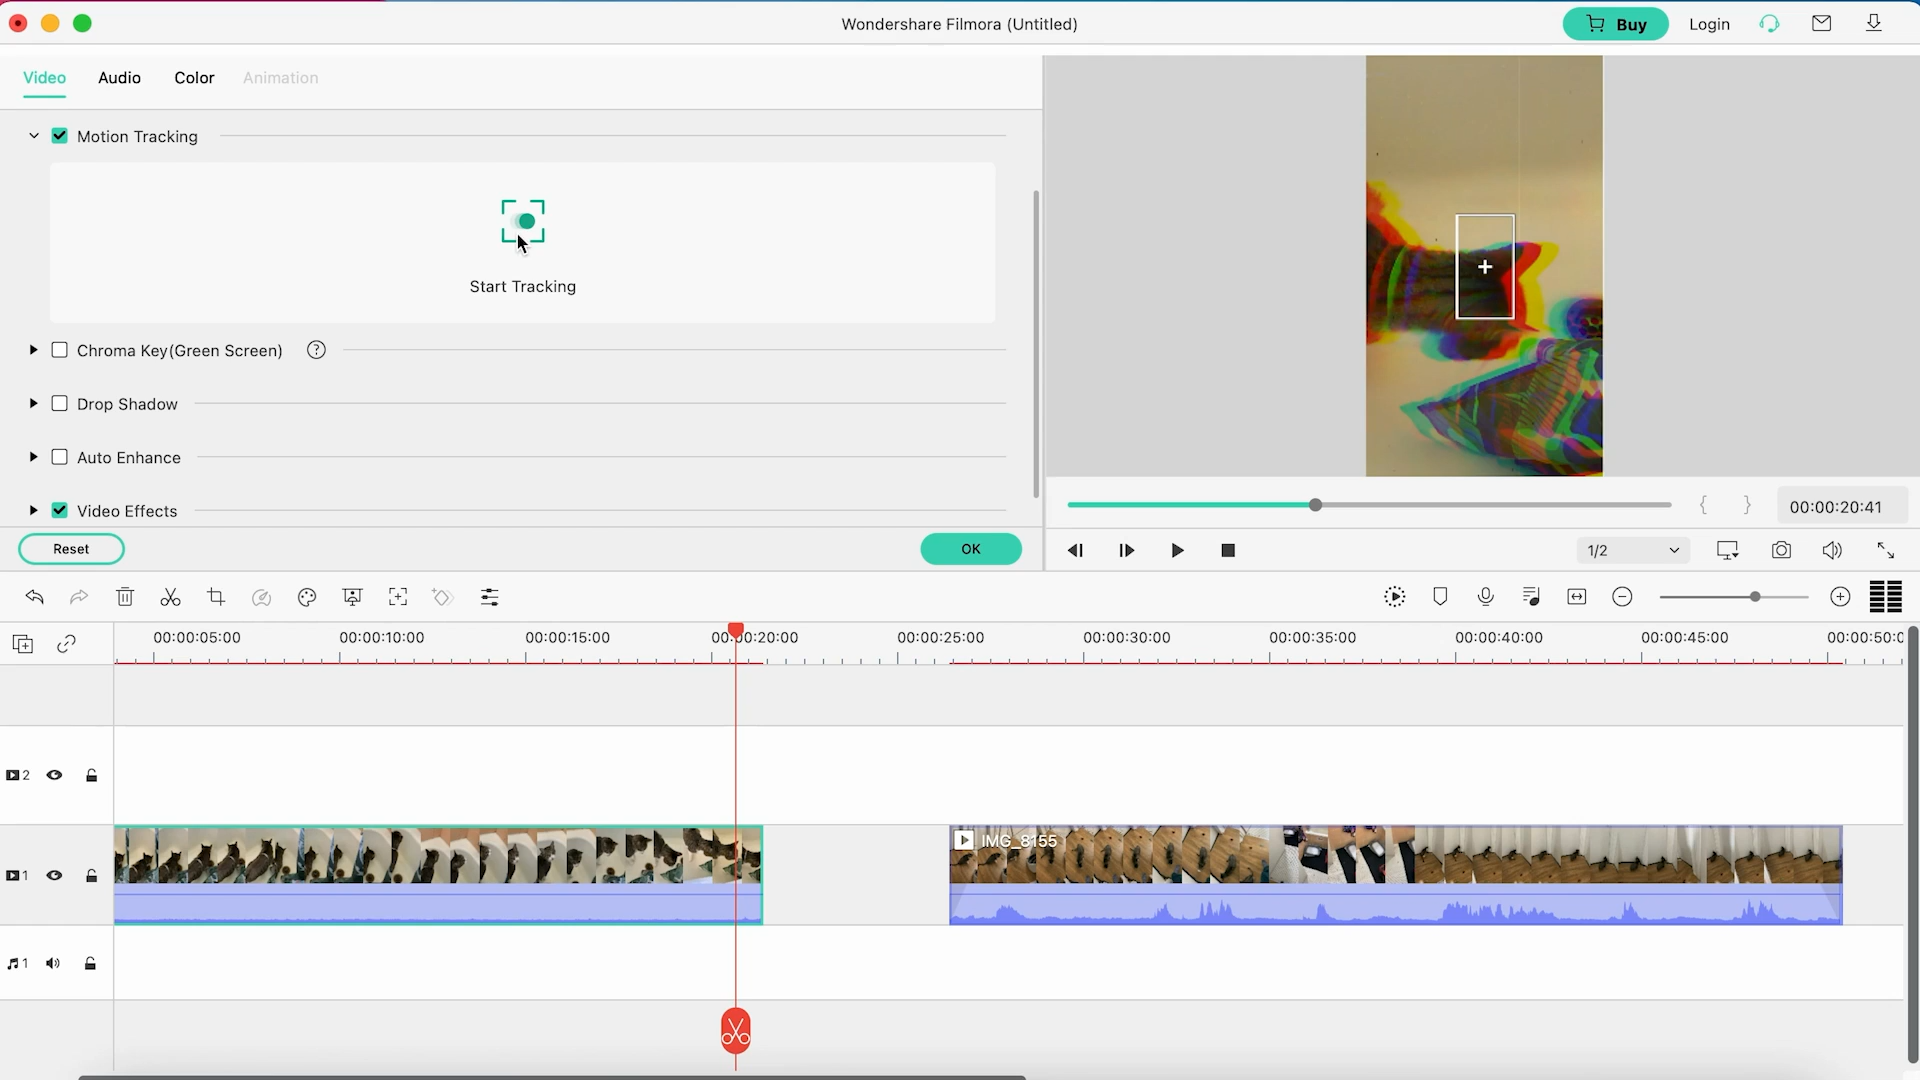 Wondershare Filmora (Untitled)
Buy
Login
Video
Audio
Color
Animation
Motion Tracking
Start Tracking
Chroma Key(Green Screen)
?
Drop Shadow
Auto Enhance
Video Effects
Reset
OK
{ }
00:00:20:41
1/2
00:00:05:00
00:00:10:00
00:00:15:00
00:00:20:00
00:00:25:00
00:00:30:00
00:00:35:00
00:00:40:00
00:00:45:00
00:00:50:0
2
1
IMG_8155
1